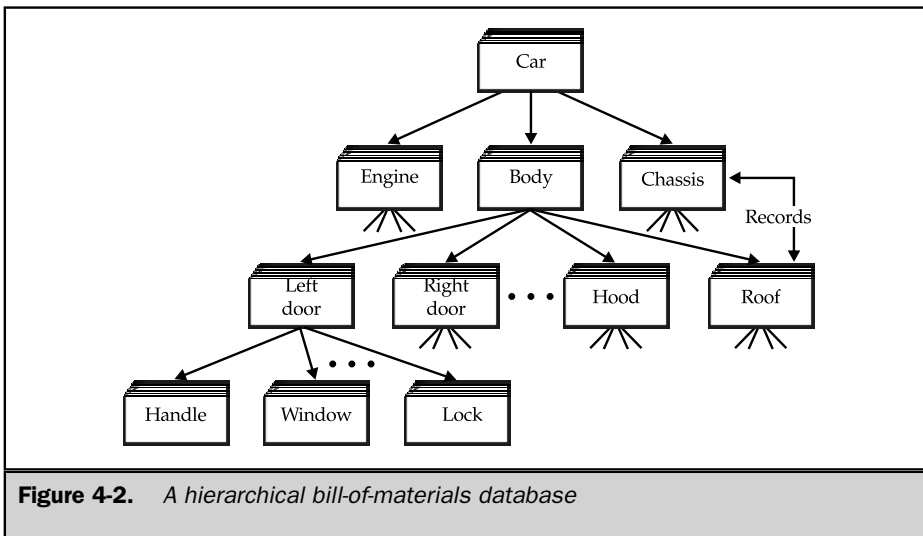 Car
Engine
Body
Chassis
Records
Left
door
Right
door
• • •
Hood
Roof
• • •
Handle
Window
Lock
Figure 4-2. A hierarchical bill-of-materials database